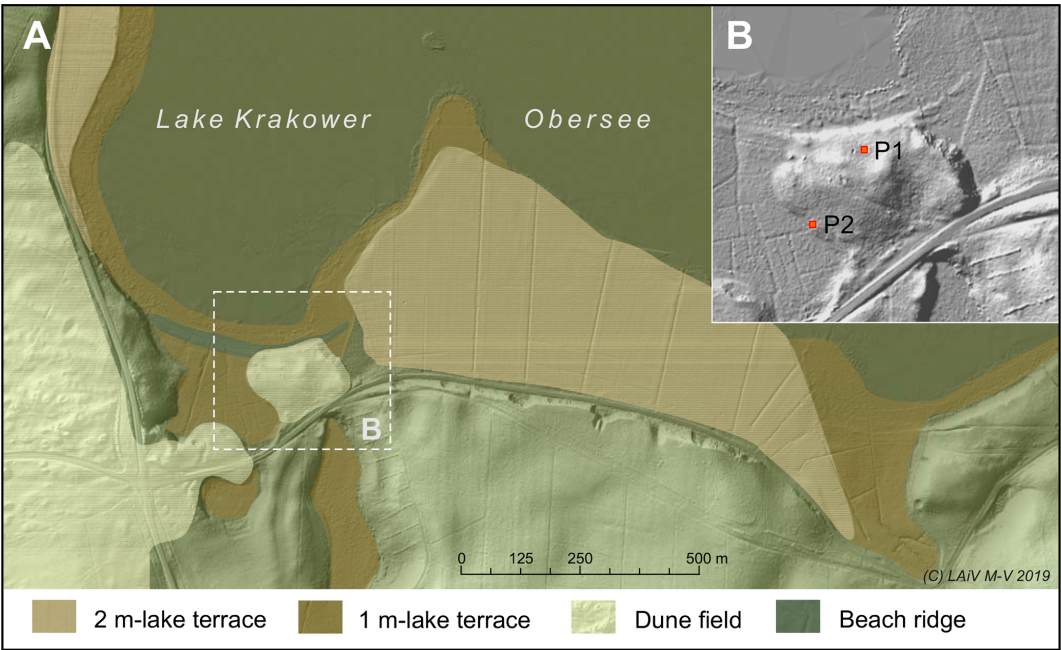 A
B
Lake Krakower Obersee
P1
P2
B
0 125 250 500 m
(C) LAiV M-V 2019
2 m-lake terrace 1 m-lake terrace Dune field Beach ridge